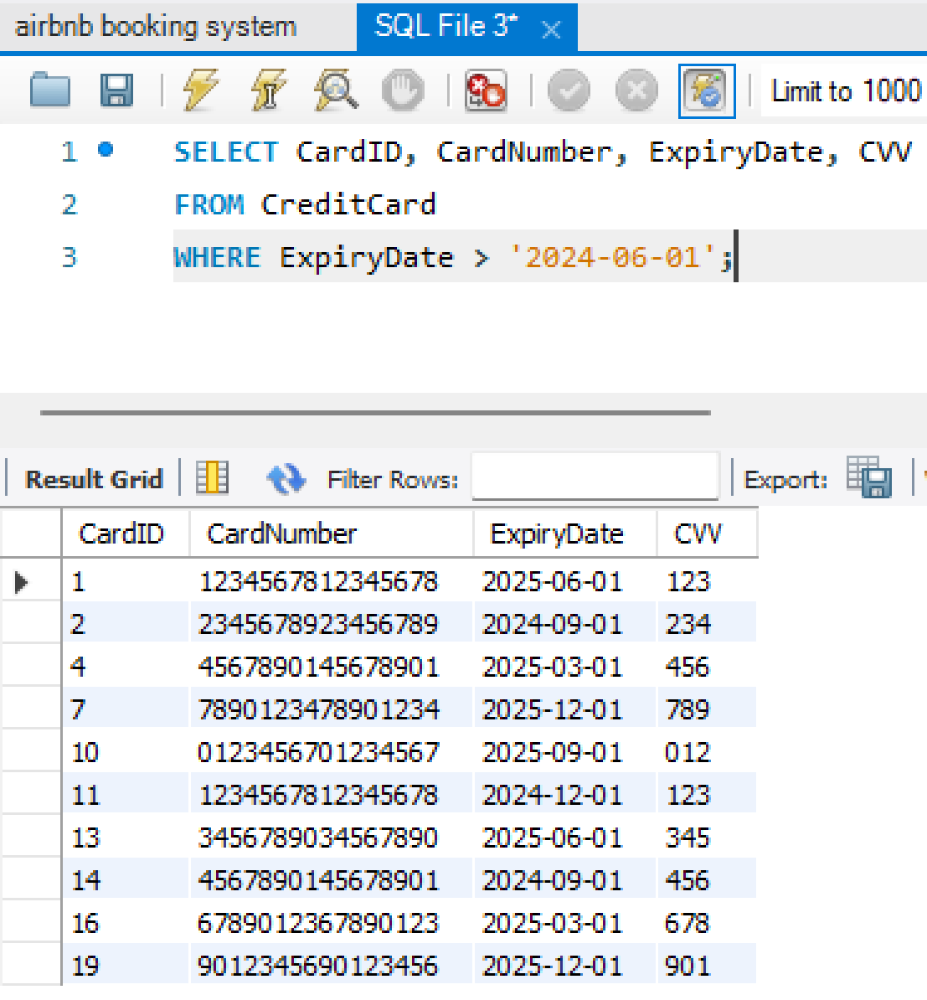 airbnb booking system SQL File 3* ×
Limit to 1000
1 SELECT CardID, CardNumber, ExpiryDate, CVV
2 FROM CreditCard
3 WHERE ExpiryDate > '2024-06-01';
Result Grid Filter Rows: Export:
CardID CardNumber ExpiryDate CVV
1 1234567812345678 2025-06-01 123
2 2345678923456789 2024-09-01 234
4 4567890145678901 2025-03-01 456
7 7890123478901234 2025-12-01 789
10 0123456701234567 2025-09-01 012
11 1234567812345678 2024-12-01 123
13 3456789034567890 2025-06-01 345
14 4567890145678901 2024-09-01 456
16 6789012367890123 2025-03-01 678
19 9012345690123456 2025-12-01 901